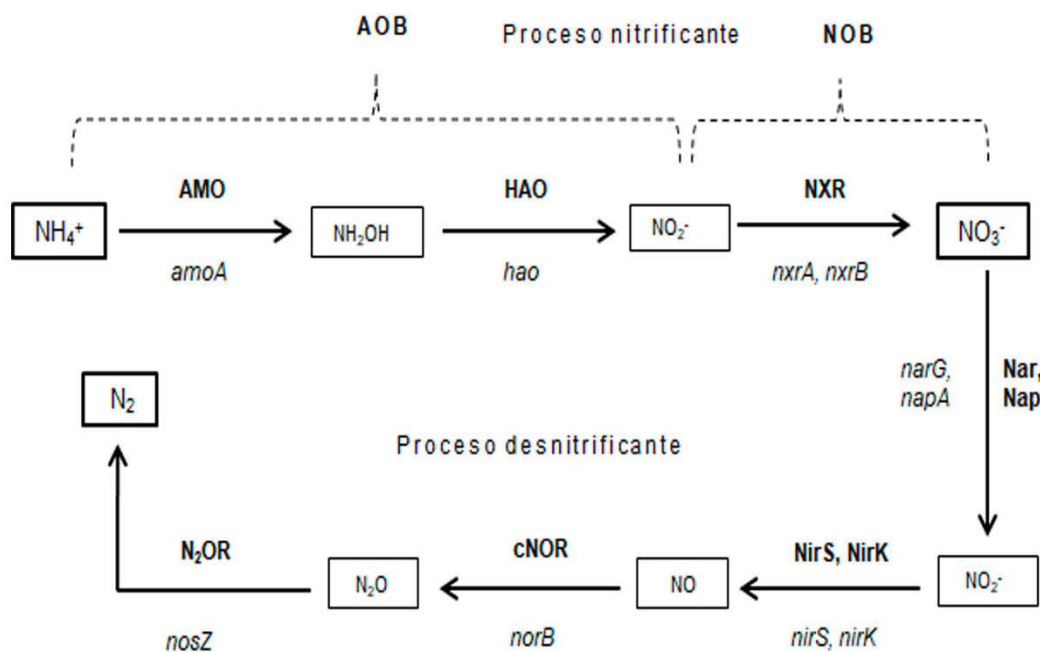 AOB
Proceso nitrificante
NOB
AMO
HAO
NXR
NH₄⁺
NH₂OH
NO₂⁻
NO₃⁻
amoA
hao
nxrA, nxrB
narG,
napA
Nar,
Nap
N₂
Proceso desnitrificante
N₂OR
cNOR
NirS, NirK
N₂O
NO
NO₂⁻
nosZ
norB
nirS, nirK